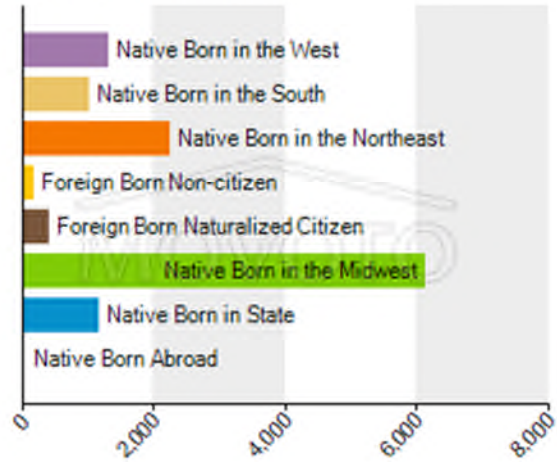 Native Born in the West
Native Born in the South
Native Born in the Northeast
Foreign Born Non-citizen
Foreign Born Naturalized Citizen
Native Born in the Midwest
Native Born in State
Native Born Abroad
0
2,000
4,000
6,000
8,000
MOVOTO